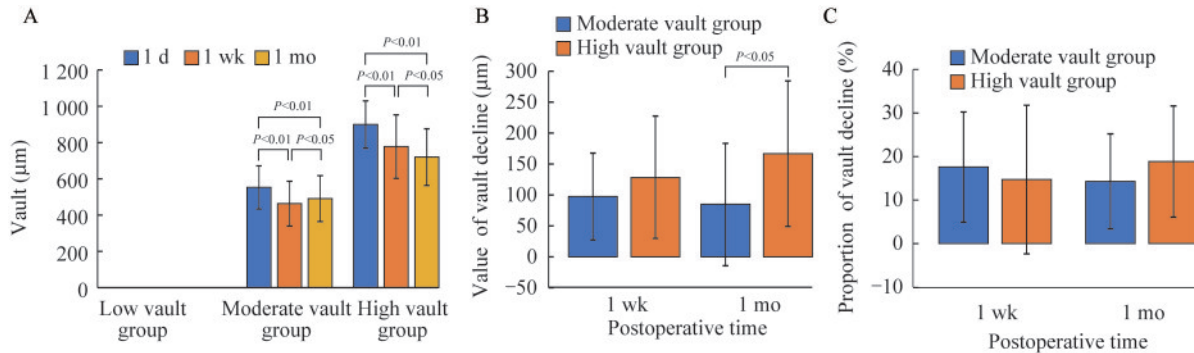 A
1 d 1 wk 1 mo
Vault (µm)
1 200
1 000
800
600
400
200
0
P<0.01
P<0.01 P<0.05
P<0.01
P<0.01 P<0.05
Low vault
group
Moderate vault
group
High vault
group
B
Moderate vault group
High vault group
Value of vault decline (µm)
300
250
200
150
100
50
0
−50
P<0.05
1 wk 1 mo
Postoperative time
C
Moderate vault group
High vault group
Proportion of vault decline (%)
40
30
20
10
0
−10
1 wk 1 mo
Postoperative time